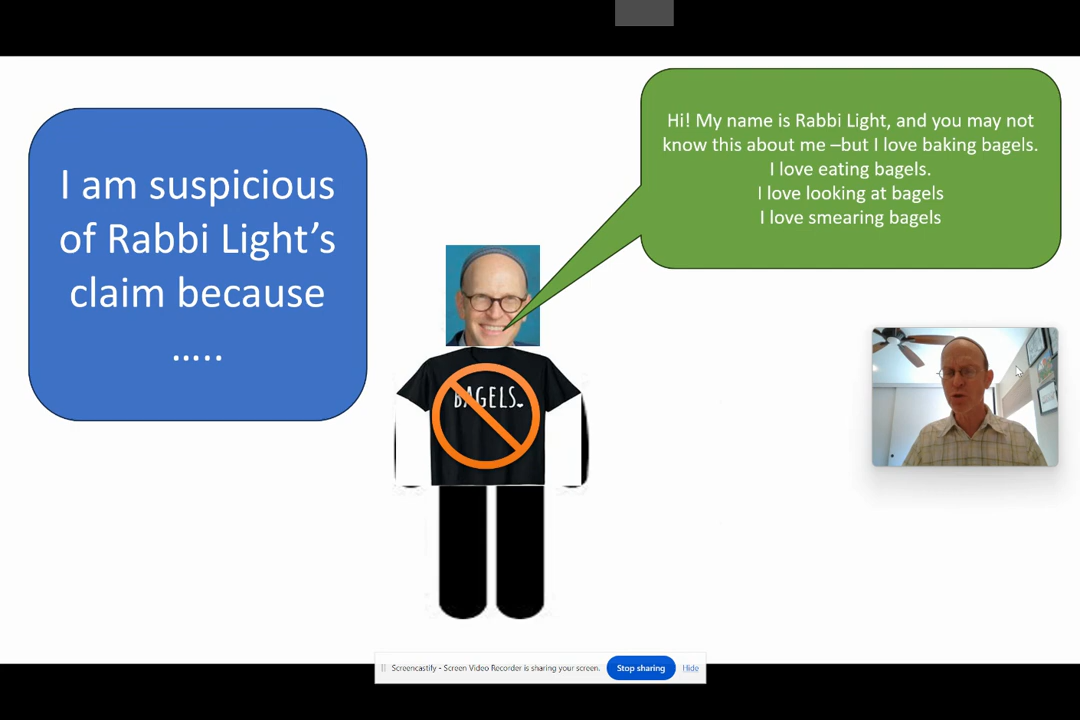 I am suspicious
of Rabbi Light’s
claim because
…..
Hi! My name is Rabbi Light, and you may not
know this about me –but I love baking bagels.
I love eating bagels.
I love looking at bagels
I love smearing bagels
BAGELS.
Screencastify - Screen Video Recorder is sharing your screen.
Stop sharing
Hide